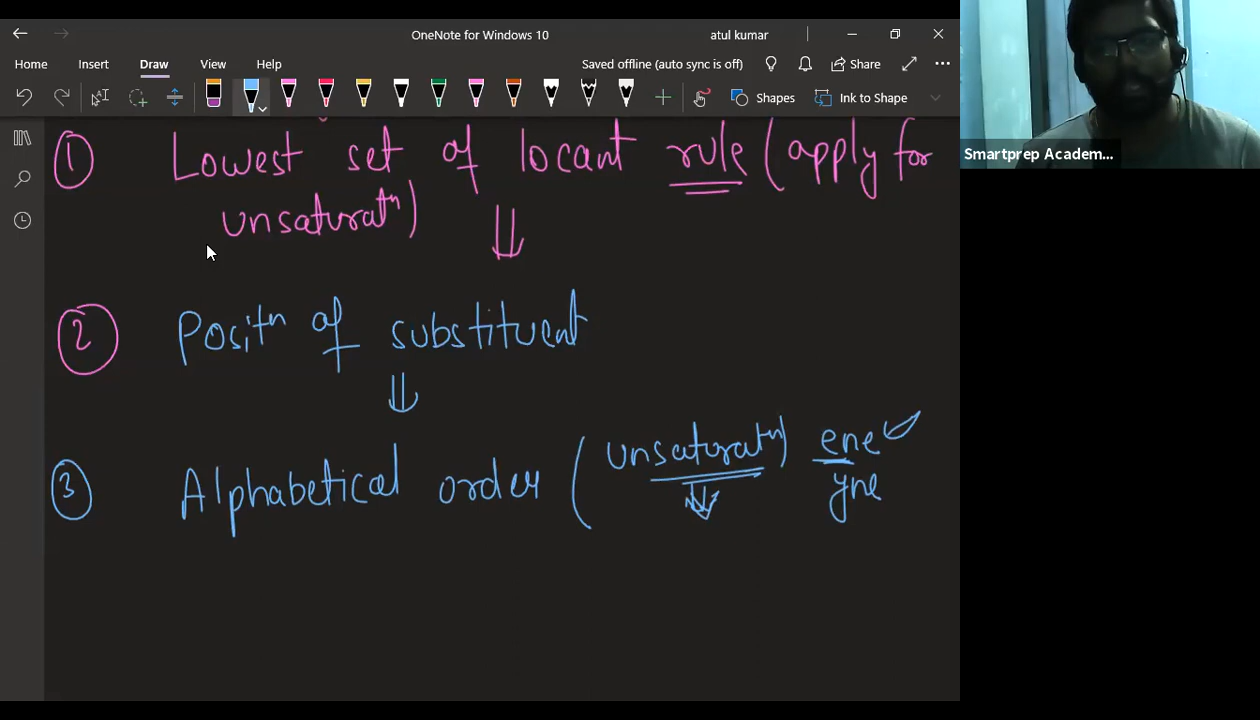 OneNote for Windows 10
atul kumar
Home Insert Draw View Help
Saved offline (auto sync is off)
Share
Shapes
Ink to Shape
Smartprep Academ...
1 Lowest set of locant rule (apply for
unsaturatn)
2 Positn of substituent
3 Alphabetical order (unsaturatn) ene
yne